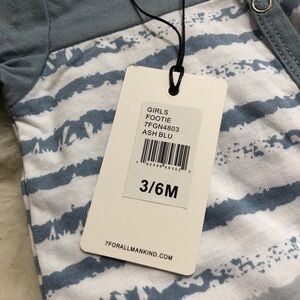 GIRLS
FOOTIE
7FGN4803
ASH BLU
3/6M
7FORALLMANKIND.COM